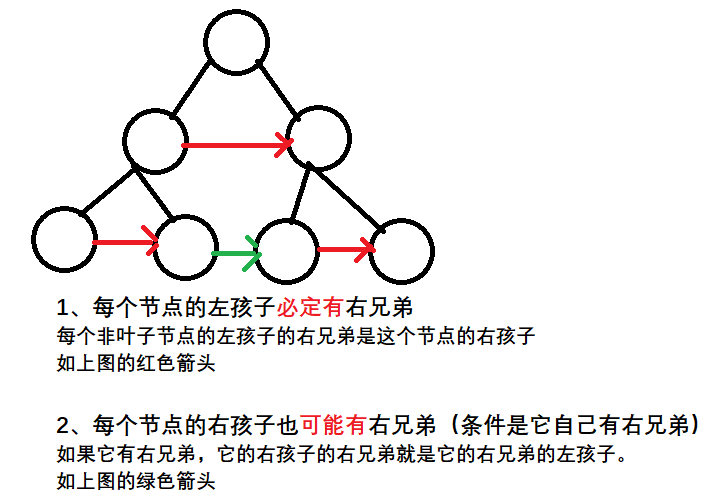 1、每个节点的左孩子必定有右兄弟
每个非叶子节点的左孩子的右兄弟是这个节点的右孩子
如上图的红色箭头
2、每个节点的右孩子也可能有右兄弟（条件是它自己有右兄弟）
如果它有右兄弟，它的右孩子的右兄弟就是它的右兄弟的左孩子。
如上图的绿色箭头